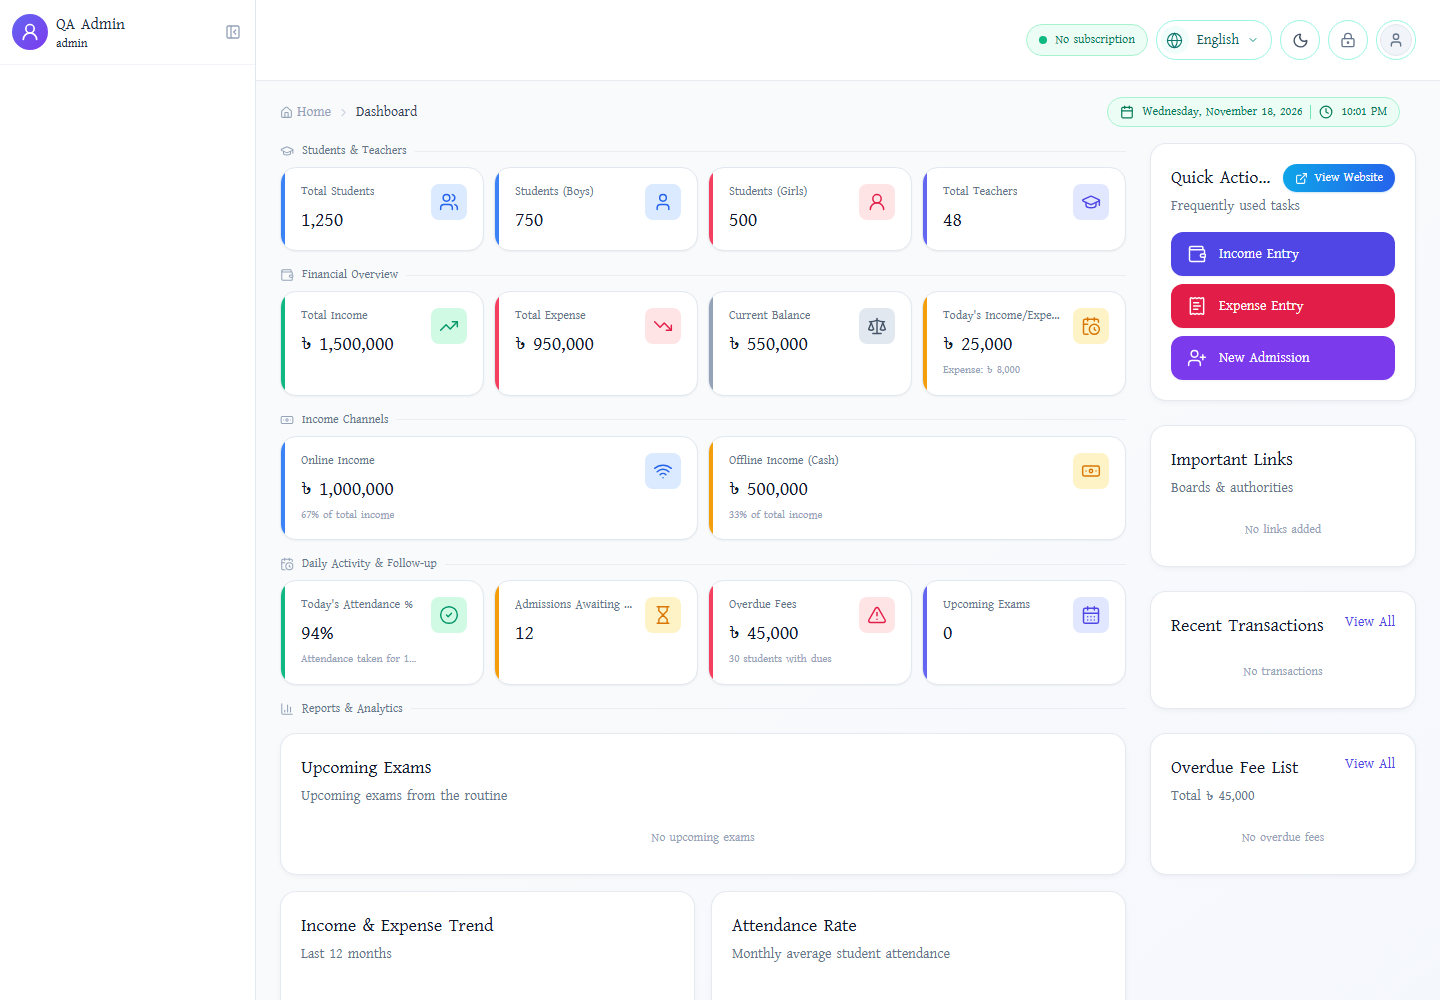 QA Admin
admin
No subscription
English
Home
Dashboard
Wednesday, November 18, 2026
10:01 PM
Students & Teachers
Total Students
1,250
Students (Boys)
750
Students (Girls)
500
Total Teachers
48
Financial Overview
Total Income
৳ 1,500,000
Total Expense
৳ 950,000
Current Balance
৳ 550,000
Today's Income/Expe...
৳ 25,000
Expense: ৳ 8,000
Income Channels
Online Income
৳ 1,000,000
67% of total income
Offline Income (Cash)
৳ 500,000
33% of total income
Daily Activity & Follow-up
Today's Attendance %
94%
Attendance taken for 1...
Admissions Awaiting ...
12
Overdue Fees
৳ 45,000
30 students with dues
Upcoming Exams
0
Reports & Analytics
Upcoming Exams
Upcoming exams from the routine
No upcoming exams
Income & Expense Trend
Last 12 months
Attendance Rate
Monthly average student attendance
Quick Actio...
View Website
Frequently used tasks
Income Entry
Expense Entry
New Admission
Important Links
Boards & authorities
No links added
Recent Transactions
View All
No transactions
Overdue Fee List
View All
Total ৳ 45,000
No overdue fees